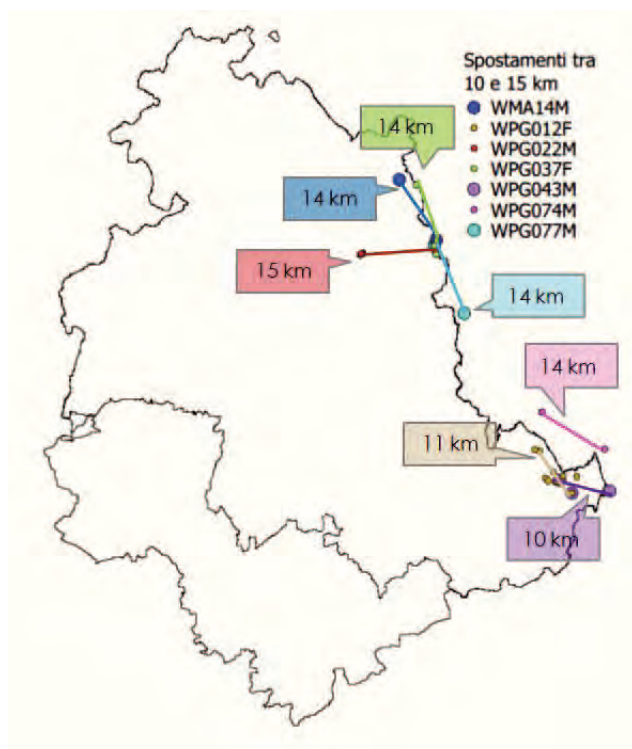 Spostamenti tra
10 e 15 km
WMA14M
WPG012F
WPG022M
WPG037F
WPG043M
WPG074M
WPG077M
14 km
14 km
15 km
14 km
14 km
11 km
10 km